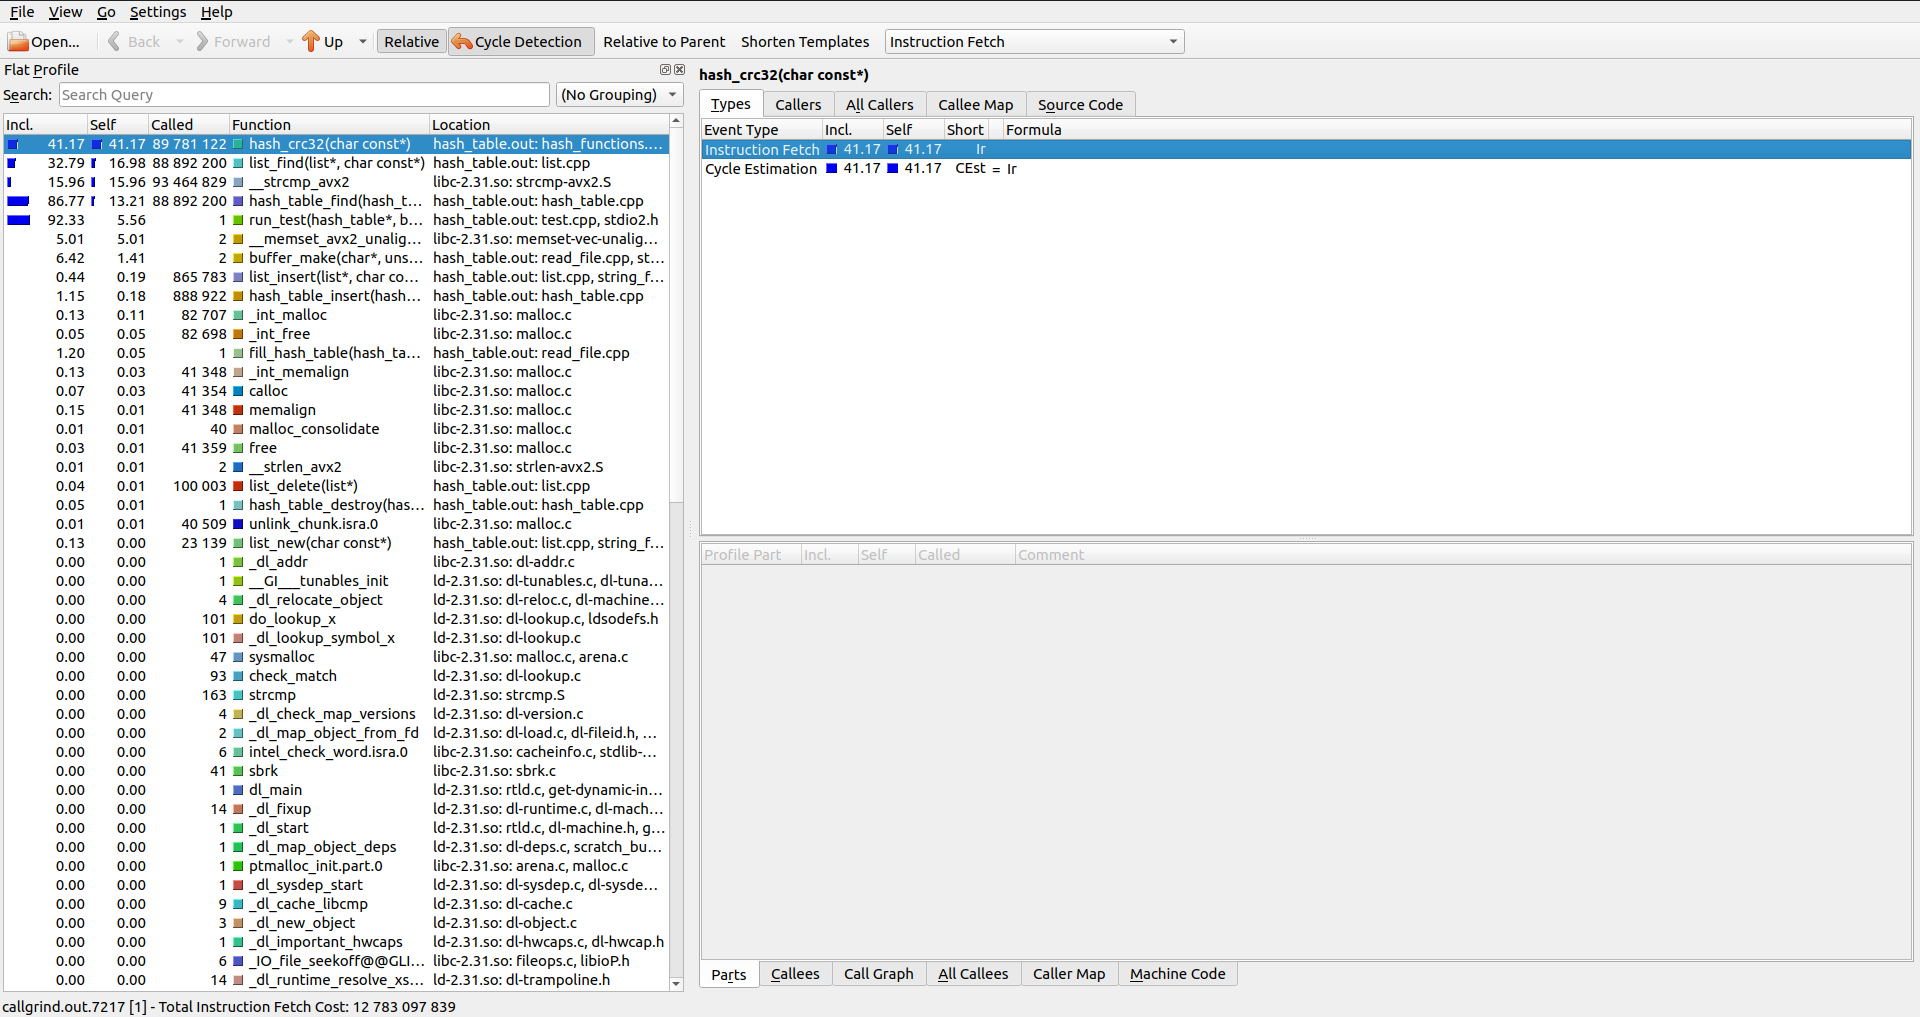 File View Go Settings Help
Open... Back Forward Up Relative Cycle Detection Relative to Parent Shorten Templates Instruction Fetch
Flat Profile
Search: Search Query (No Grouping)
Incl. Self Called Function Location
41.17 41.17 89 781 122 hash_crc32(char const*) hash_table.out: hash_functions....
32.79 16.98 88 892 200 list_find(list*, char const*) hash_table.out: list.cpp
15.96 15.96 93 464 829 __strcmp_avx2 libc-2.31.so: strcmp-avx2.S
86.77 13.21 88 892 200 hash_table_find(hash_t... hash_table.out: hash_table.cpp
92.33 5.56 1 run_test(hash_table*, b... hash_table.out: test.cpp, stdio2.h
5.01 5.01 2 __memset_avx2_unalig... libc-2.31.so: memset-vec-unalig...
6.42 1.41 2 buffer_make(char*, uns... hash_table.out: read_file.cpp, st...
0.44 0.19 865 783 list_insert(list*, char co... hash_table.out: list.cpp, string_f...
1.15 0.18 888 922 hash_table_insert(hash... hash_table.out: hash_table.cpp
0.13 0.11 82 707 _int_malloc libc-2.31.so: malloc.c
0.05 0.05 82 698 _int_free libc-2.31.so: malloc.c
1.20 0.05 1 fill_hash_table(hash_ta... hash_table.out: read_file.cpp
0.13 0.03 41 348 _int_memalign libc-2.31.so: malloc.c
0.07 0.03 41 354 calloc libc-2.31.so: malloc.c
0.15 0.01 41 348 memalign libc-2.31.so: malloc.c
0.01 0.01 40 malloc_consolidate libc-2.31.so: malloc.c
0.03 0.01 41 359 free libc-2.31.so: malloc.c
0.01 0.01 2 __strlen_avx2 libc-2.31.so: strlen-avx2.S
0.04 0.01 100 003 list_delete(list*) hash_table.out: list.cpp
0.05 0.01 1 hash_table_destroy(has... hash_table.out: hash_table.cpp
0.01 0.01 40 509 unlink_chunk.isra.0 libc-2.31.so: malloc.c
0.13 0.00 23 139 list_new(char const*) hash_table.out: list.cpp, string_f...
0.00 0.00 1 _dl_addr libc-2.31.so: dl-addr.c
0.00 0.00 1 __GI___tunables_init ld-2.31.so: dl-tunables.c, dl-tuna...
0.00 0.00 4 _dl_relocate_object ld-2.31.so: dl-reloc.c, dl-machine...
0.00 0.00 101 do_lookup_x ld-2.31.so: dl-lookup.c, ldsodefs.h
0.00 0.00 101 _dl_lookup_symbol_x ld-2.31.so: dl-lookup.c
0.00 0.00 47 sysmalloc libc-2.31.so: malloc.c, arena.c
0.00 0.00 93 check_match ld-2.31.so: dl-lookup.c
0.00 0.00 163 strcmp ld-2.31.so: strcmp.S
0.00 0.00 4 _dl_check_map_versions ld-2.31.so: dl-version.c
0.00 0.00 2 _dl_map_object_from_fd ld-2.31.so: dl-load.c, dl-fileid.h, ...
0.00 0.00 6 intel_check_word.isra.0 libc-2.31.so: cacheinfo.c, stdlib-...
0.00 0.00 41 sbrk libc-2.31.so: sbrk.c
0.00 0.00 1 dl_main ld-2.31.so: rtld.c, get-dynamic-in...
0.00 0.00 14 _dl_fixup ld-2.31.so: dl-runtime.c, dl-mach...
0.00 0.00 1 _dl_start ld-2.31.so: rtld.c, dl-machine.h, g...
0.00 0.00 1 _dl_map_object_deps ld-2.31.so: dl-deps.c, scratch_bu...
0.00 0.00 1 ptmalloc_init.part.0 libc-2.31.so: arena.c, malloc.c
0.00 0.00 1 _dl_sysdep_start ld-2.31.so: dl-sysdep.c, dl-sysde...
0.00 0.00 9 _dl_cache_libcmp ld-2.31.so: dl-cache.c
0.00 0.00 3 _dl_new_object ld-2.31.so: dl-object.c
0.00 0.00 1 _dl_important_hwcaps ld-2.31.so: dl-hwcaps.c, dl-hwcap.h
0.00 0.00 6 _IO_file_seekoff@@GLI... libc-2.31.so: fileops.c, libioP.h
0.00 0.00 14 _dl_runtime_resolve_xs... ld-2.31.so: dl-trampoline.h
hash_crc32(char const*)
Types Callers All Callers Callee Map Source Code
Event Type Incl. Self Short Formula
Instruction Fetch 41.17 41.17 Ir
Cycle Estimation 41.17 41.17 CEst = Ir
Profile Part Incl. Self Called Comment
Parts Callees Call Graph All Callees Caller Map Machine Code
callgrind.out.7217 [1] - Total Instruction Fetch Cost: 12 783 097 839